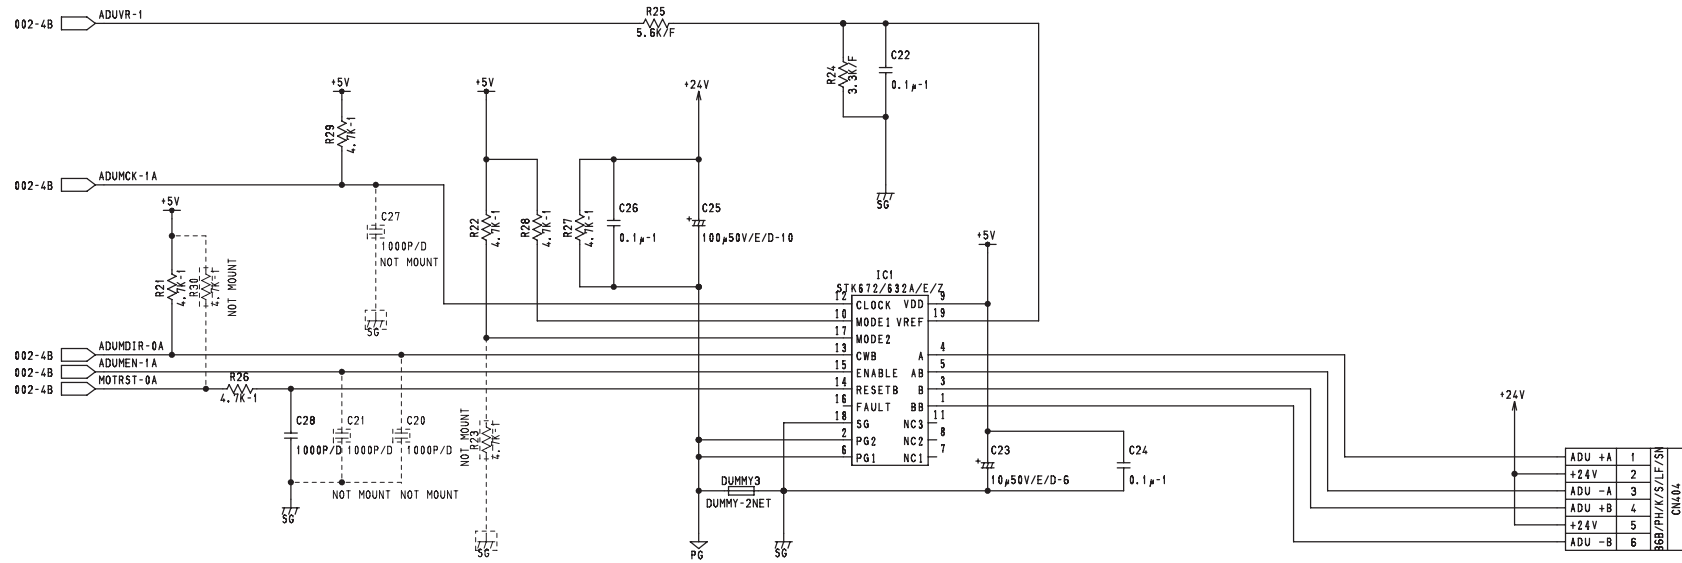 002-4B ADUVR-1
R25
5.6K/F
R24
3.3K/F
C22
0.1μ-1
SG
+5V
R29
4.7K-1
+5V
+24V
002-4B ADUMCK-1A
C27
1000P/D
NOT MOUNT
SG
+5V
R21
4.7K-1
R30
4.7K-1
NOT MOUNT
R22
4.7K-1
R28
4.7K-1
R27
4.7K-1
C26
0.1μ-1
C25
+
100μ50V/E/D-10
+5V
IC1
STK672/632A/E/Z
12 CLOCK VDD 9
10 MODE1 VREF 19
17 MODE2
13 CWB A 4
15 ENABLE AB 5
14 RESETB B 3
16 FAULT BB 1
18 SG NC3 11
2 PG2 NC2 8
6 PG1 NC1 7
002-4B ADUMDIR-0A
002-4B ADUMEN-1A
002-4B MOTRST-0A
R26
4.7K-1
C28
1000P/D
C21
1000P/D
C20
1000P/D
NOT MOUNT NOT MOUNT
SG
NOT MOUNT
R23
4.7K-1
SG
DUMMY3
DUMMY-2NET
PG
SG
C23
+
10μ50V/E/D-6
C24
0.1μ-1
+24V
ADU +A 1
+24V 2
ADU -A 3
ADU +B 4
+24V 5
ADU -B 6
B6B/PH/K/S/LF/SN
CN404